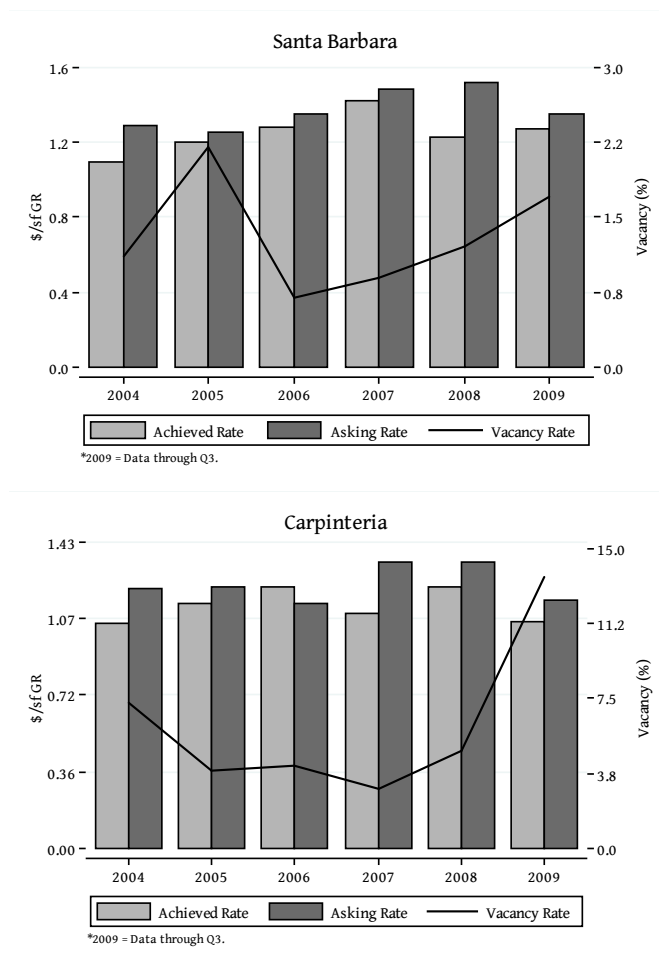 Santa Barbara
1.6
3.0
1.2
2.2
0.8
1.5
0.4
0.8
0.0
0.0
$/sf GR
Vacancy (%)
2004 2005 2006 2007 2008 2009
Achieved Rate Asking Rate Vacancy Rate
*2009 = Data through Q3.
Carpinteria
1.43
15.0
1.07
11.2
0.72
7.5
0.36
3.8
0.00
0.0
$/sf GR
Vacancy (%)
2004 2005 2006 2007 2008 2009
Achieved Rate Asking Rate Vacancy Rate
*2009 = Data through Q3.